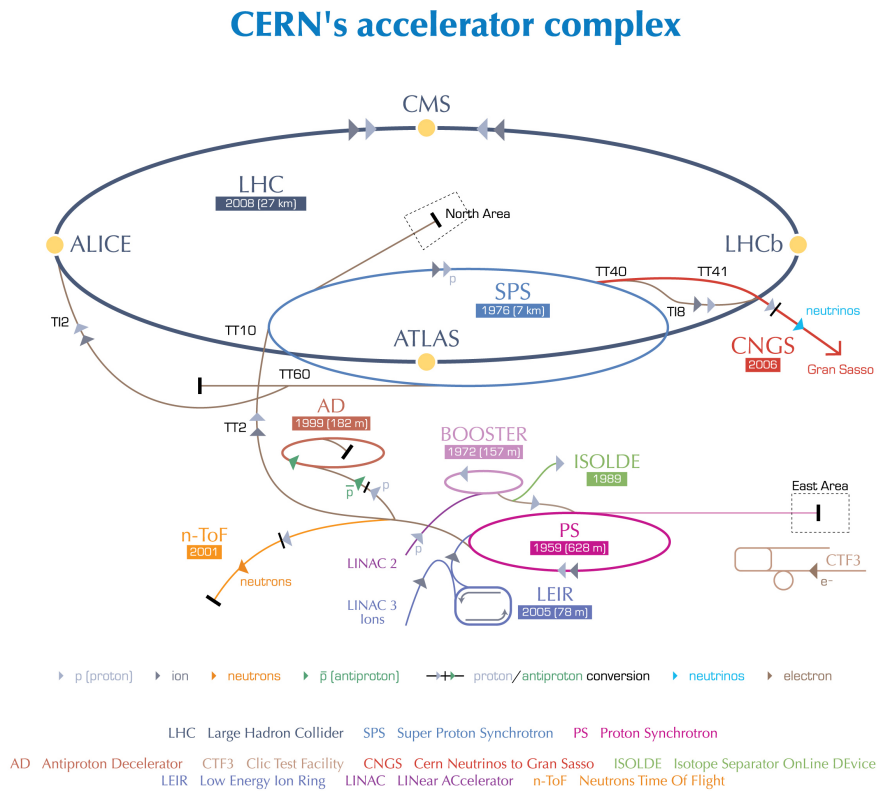 CERN's accelerator complex
CMS
LHC
2008 (27 km)
North Area
ALICE
LHCb
TT40
TT41
p
SPS
1976 (7 km)
TI8
neutrinos
TI2
TT10
ATLAS
CNGS
2006
Gran Sasso
TT60
AD
1999 (182 m)
TT2
BOOSTER
1972 (157 m)
ISOLDE
1989
p̅
p
East Area
n-ToF
2001
PS
1959 (628 m)
p
LINAC 2
neutrons
CTF3
e-
LEIR
2005 (78 m)
LINAC 3
Ions
p (proton) ion neutrons p̅ (antiproton) proton/antiproton conversion neutrinos electron
LHC Large Hadron Collider SPS Super Proton Synchrotron PS Proton Synchrotron
AD Antiproton Decelerator CTF3 Clic Test Facility CNGS Cern Neutrinos to Gran Sasso ISOLDE Isotope Separator OnLine DEvice
LEIR Low Energy Ion Ring LINAC LINear ACcelerator n-ToF Neutrons Time Of Flight